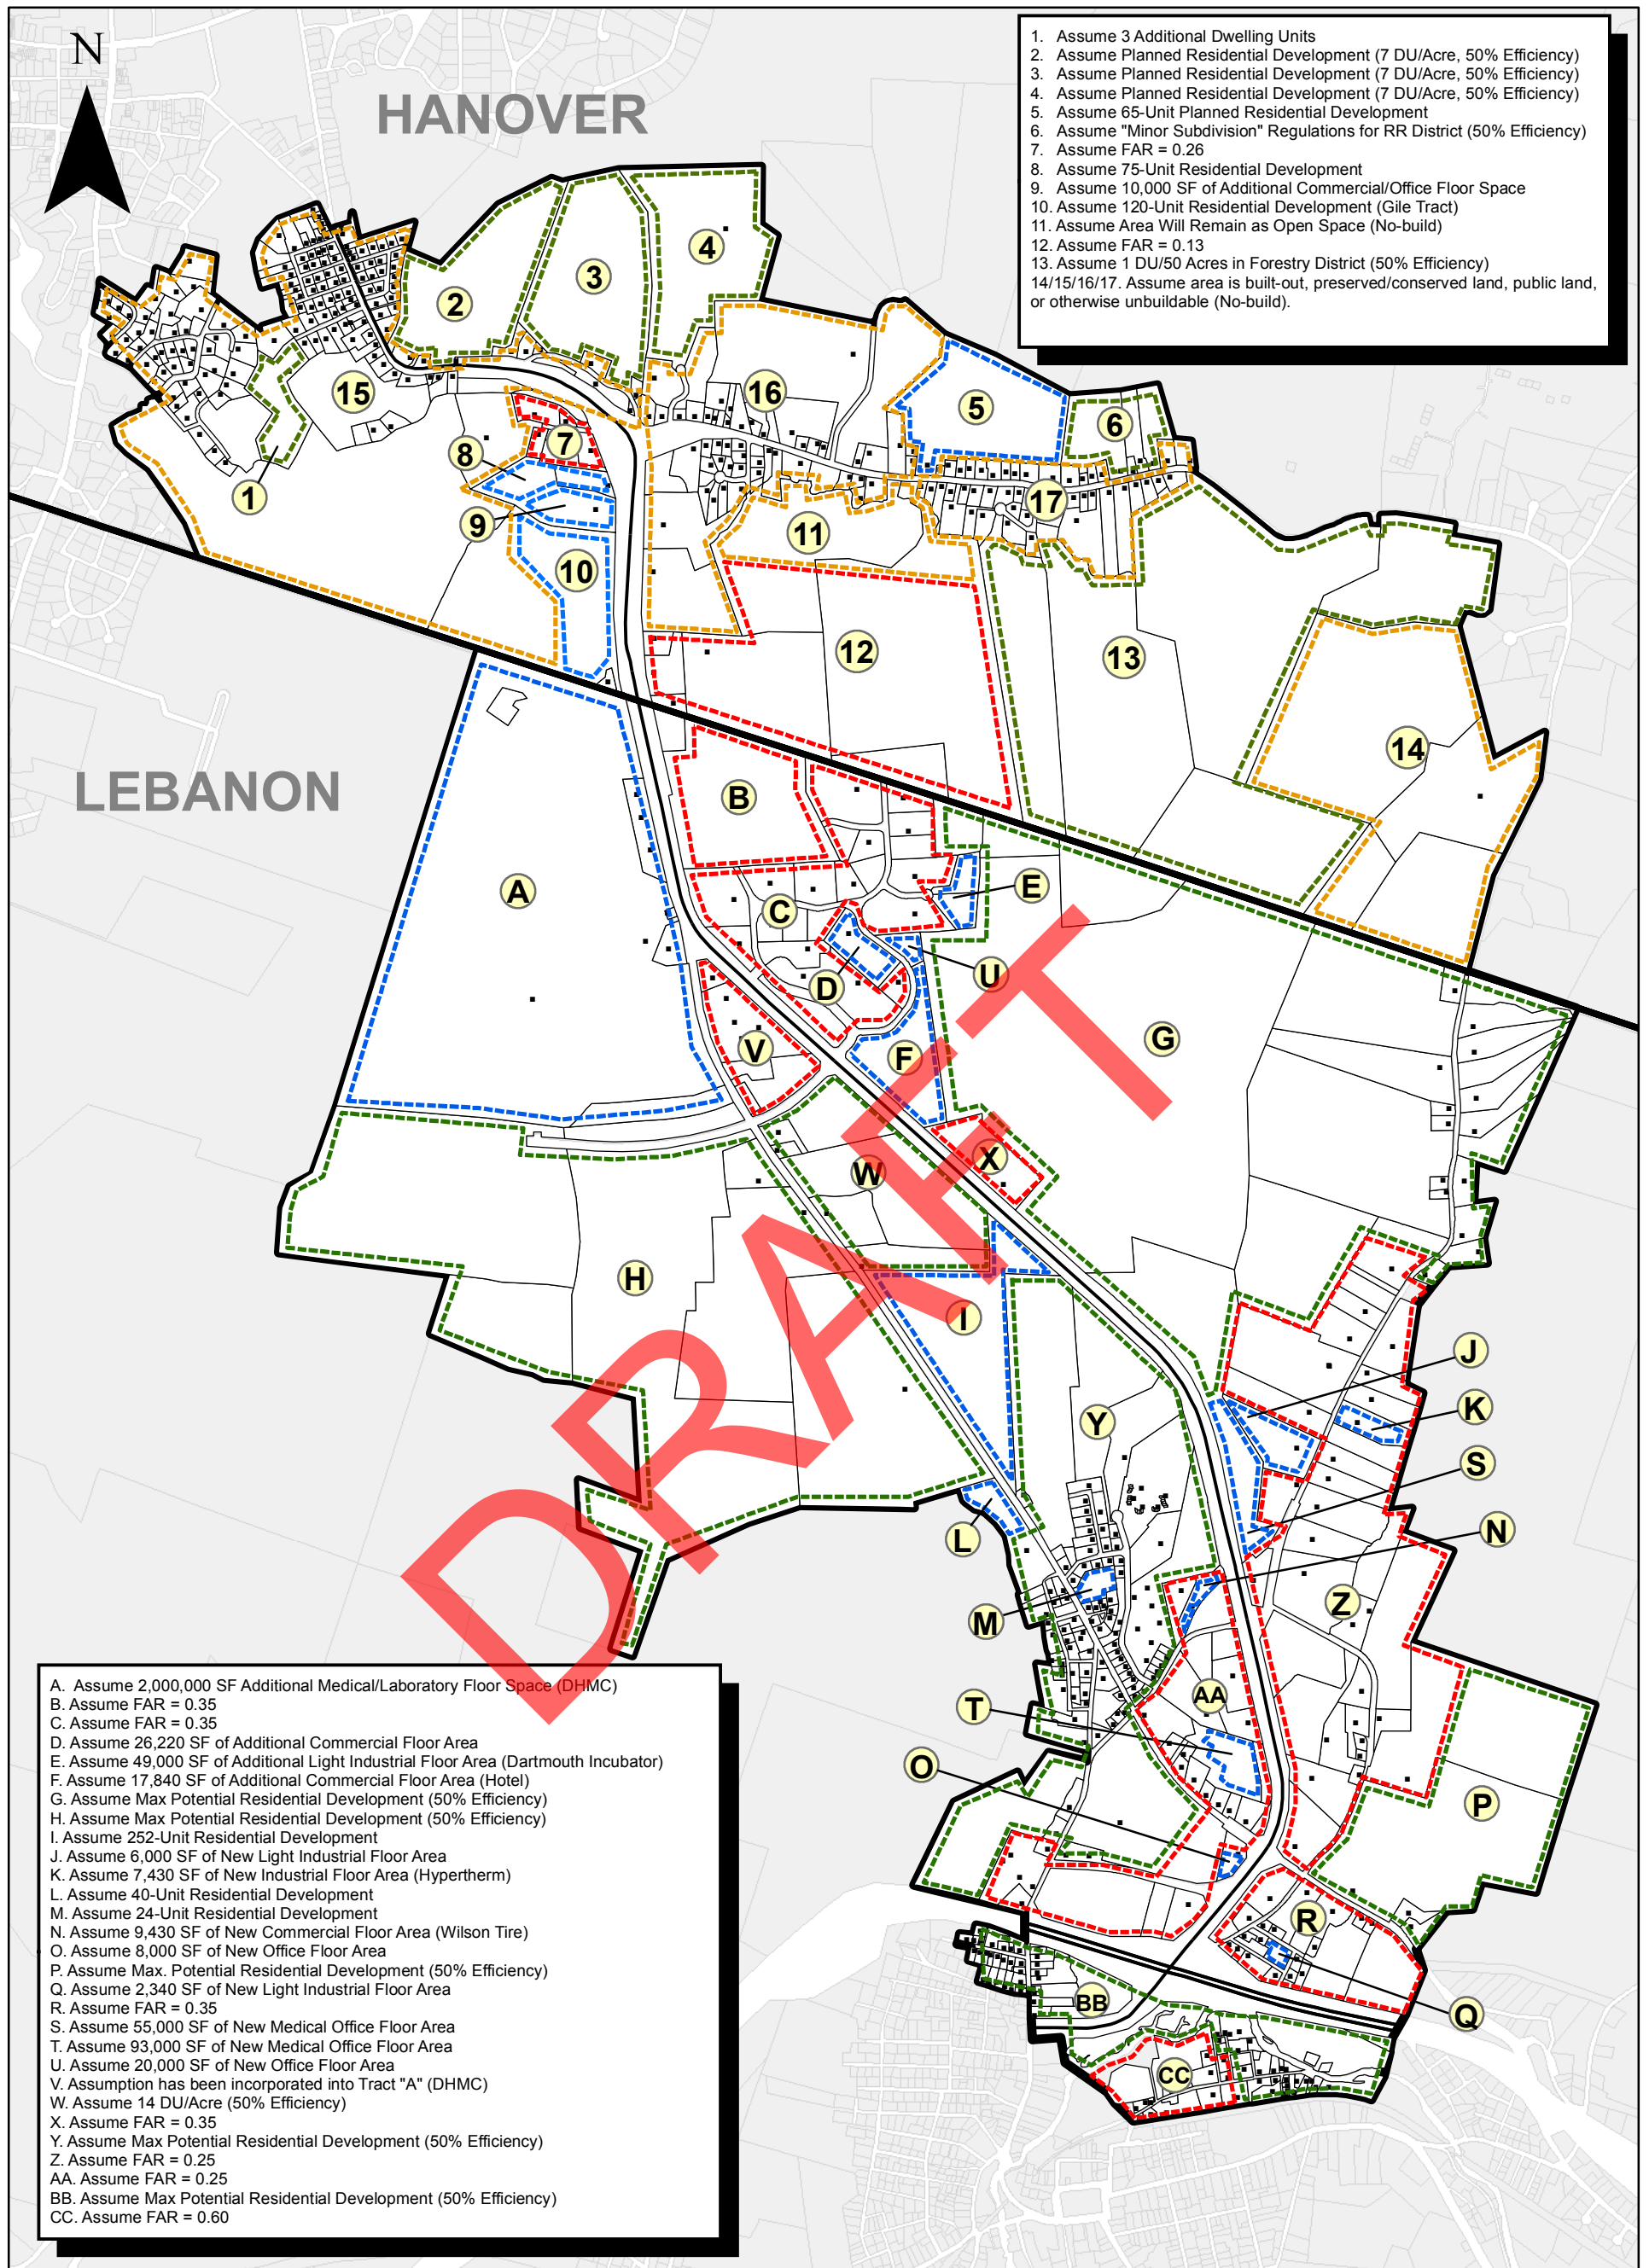 N
HANOVER
1. Assume 3 Additional Dwelling Units
2. Assume Planned Residential Development (7 DU/Acre, 50% Efficiency)
3. Assume Planned Residential Development (7 DU/Acre, 50% Efficiency)
4. Assume Planned Residential Development (7 DU/Acre, 50% Efficiency)
5. Assume 65-Unit Planned Residential Development
6. Assume "Minor Subdivision" Regulations for RR District (50% Efficiency)
7. Assume FAR = 0.26
8. Assume 75-Unit Residential Development
9. Assume 10,000 SF of Additional Commercial/Office Floor Space
10. Assume 120-Unit Residential Development (Gile Tract)
11. Assume Area Will Remain as Open Space (No-build)
12. Assume FAR = 0.13
13. Assume 1 DU/50 Acres in Forestry District (50% Efficiency)
14/15/16/17. Assume area is built-out, preserved/conserved land, public land,
or otherwise unbuildable (No-build).
4
3
2
15
16
5
6
7
8
1
17
9
11
10
12
13
14
LEBANON
B
A
E
C
U
D
G
V
F
X
W
H
I
J
K
Y
S
N
L
Z
M
AA
T
O
P
R
BB
Q
CC
DRAFT
A. Assume 2,000,000 SF Additional Medical/Laboratory Floor Space (DHMC)
B. Assume FAR = 0.35
C. Assume FAR = 0.35
D. Assume 26,220 SF of Additional Commercial Floor Area
E. Assume 49,000 SF of Additional Light Industrial Floor Area (Dartmouth Incubator)
F. Assume 17,840 SF of Additional Commercial Floor Area (Hotel)
G. Assume Max Potential Residential Development (50% Efficiency)
H. Assume Max Potential Residential Development (50% Efficiency)
I. Assume 252-Unit Residential Development
J. Assume 6,000 SF of New Light Industrial Floor Area
K. Assume 7,430 SF of New Industrial Floor Area (Hypertherm)
L. Assume 40-Unit Residential Development
M. Assume 24-Unit Residential Development
N. Assume 9,430 SF of New Commercial Floor Area (Wilson Tire)
O. Assume 8,000 SF of New Office Floor Area
P. Assume Max. Potential Residential Development (50% Efficiency)
Q. Assume 2,340 SF of New Light Industrial Floor Area
R. Assume FAR = 0.35
S. Assume 55,000 SF of New Medical Office Floor Area
T. Assume 93,000 SF of New Medical Office Floor Area
U. Assume 20,000 SF of New Office Floor Area
V. Assumption has been incorporated into Tract "A" (DHMC)
W. Assume 14 DU/Acre (50% Efficiency)
X. Assume FAR = 0.35
Y. Assume Max Potential Residential Development (50% Efficiency)
Z. Assume FAR = 0.25
AA. Assume FAR = 0.25
BB. Assume Max Potential Residential Development (50% Efficiency)
CC. Assume FAR = 0.60